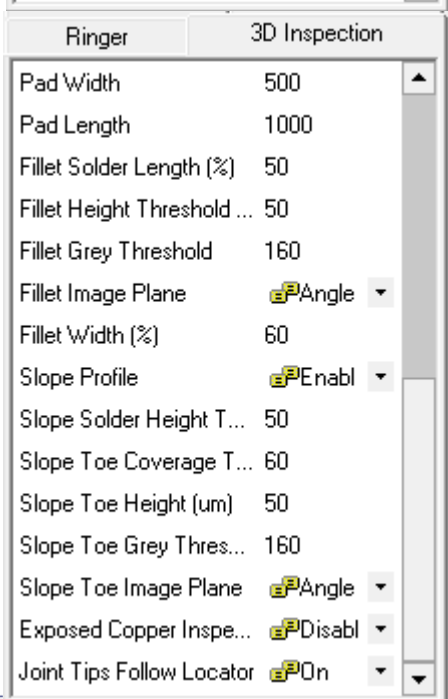 Ringer 3D Inspection
Pad Width 500
Pad Length 1000
Fillet Solder Length (%) 50
Fillet Height Threshold ... 50
Fillet Grey Threshold 160
Fillet Image Plane Angle
Fillet Width (%) 60
Slope Profile Enabl
Slope Solder Height T... 50
Slope Toe Coverage T... 60
Slope Toe Height (um) 50
Slope Toe Grey Thres... 160
Slope Toe Image Plane Angle
Exposed Copper Inspe... Disabl
Joint Tips Follow Locator On